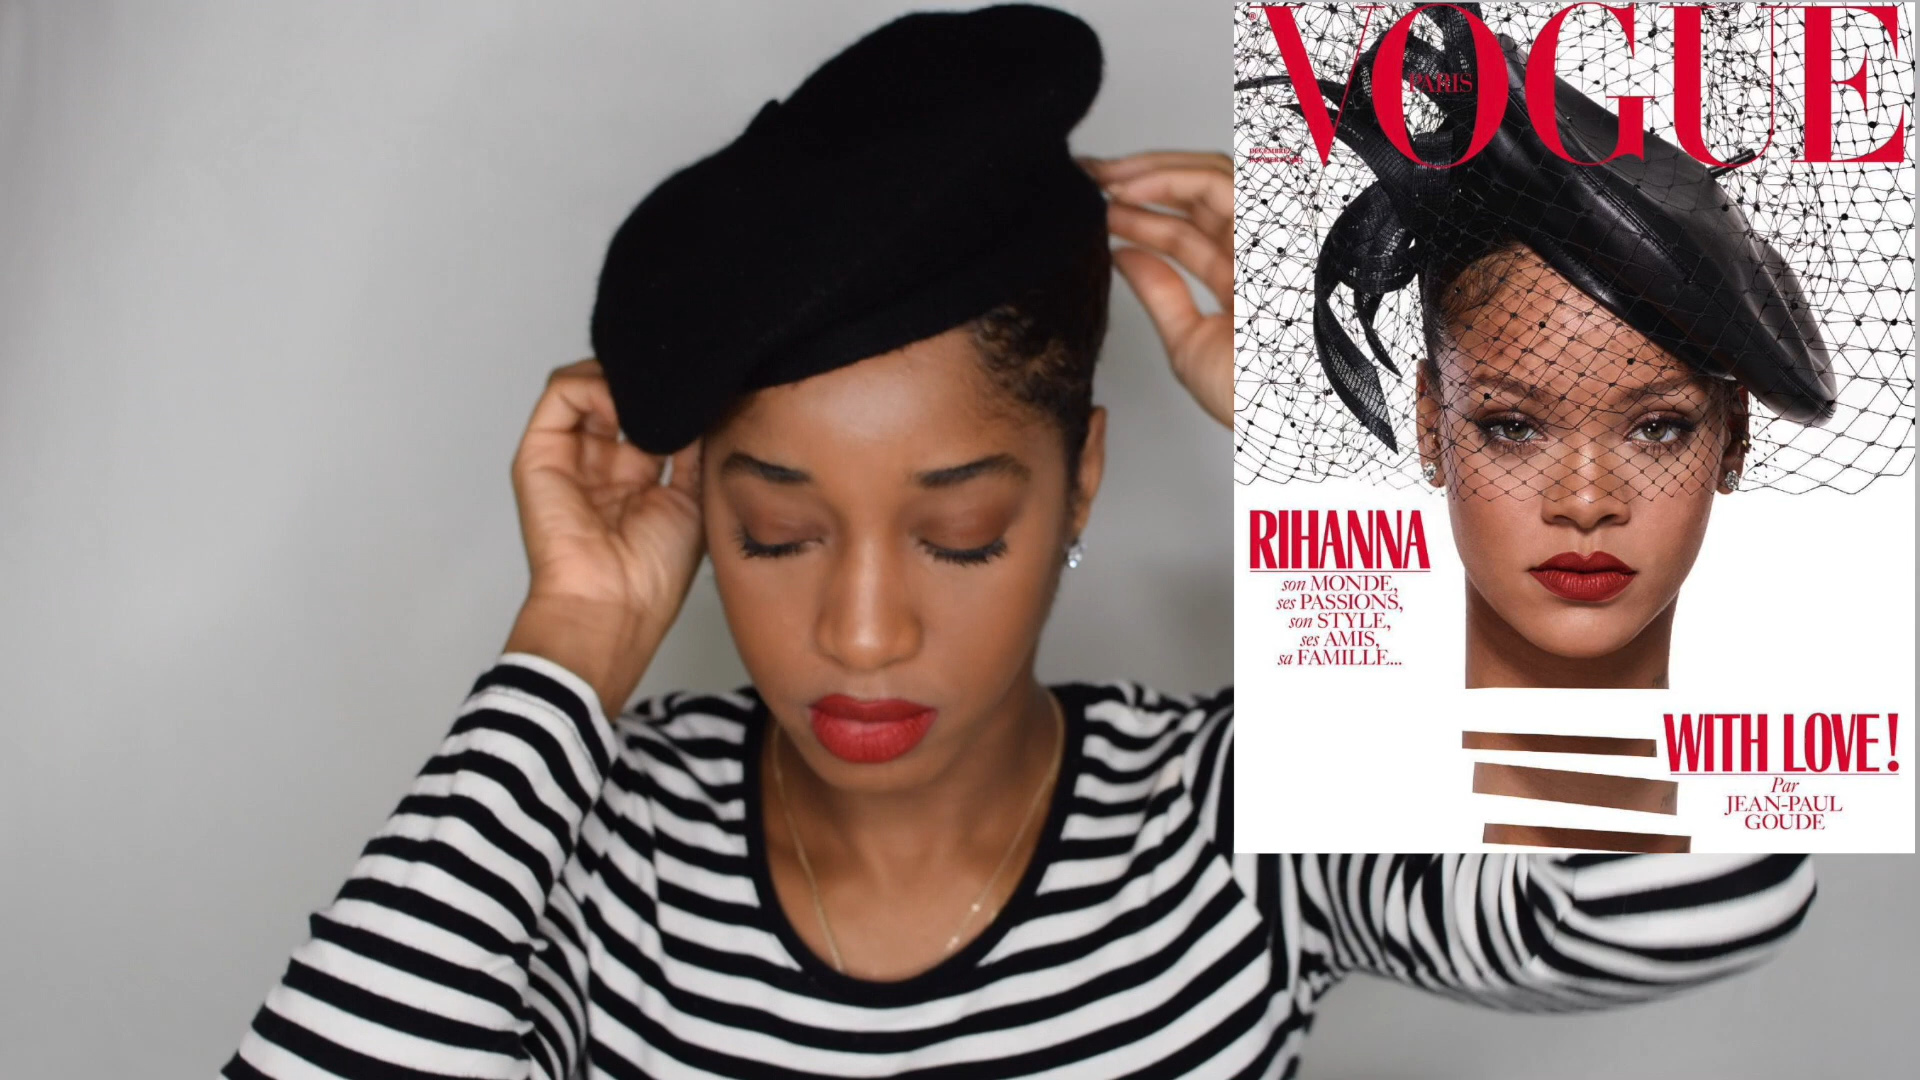 VOGUE
PARIS
RIHANNA
son MONDE,
ses PASSIONS,
son STYLE,
ses AMIS,
sa FAMILLE...
WITH LOVE!
Par
JEAN-PAUL
GOUDE